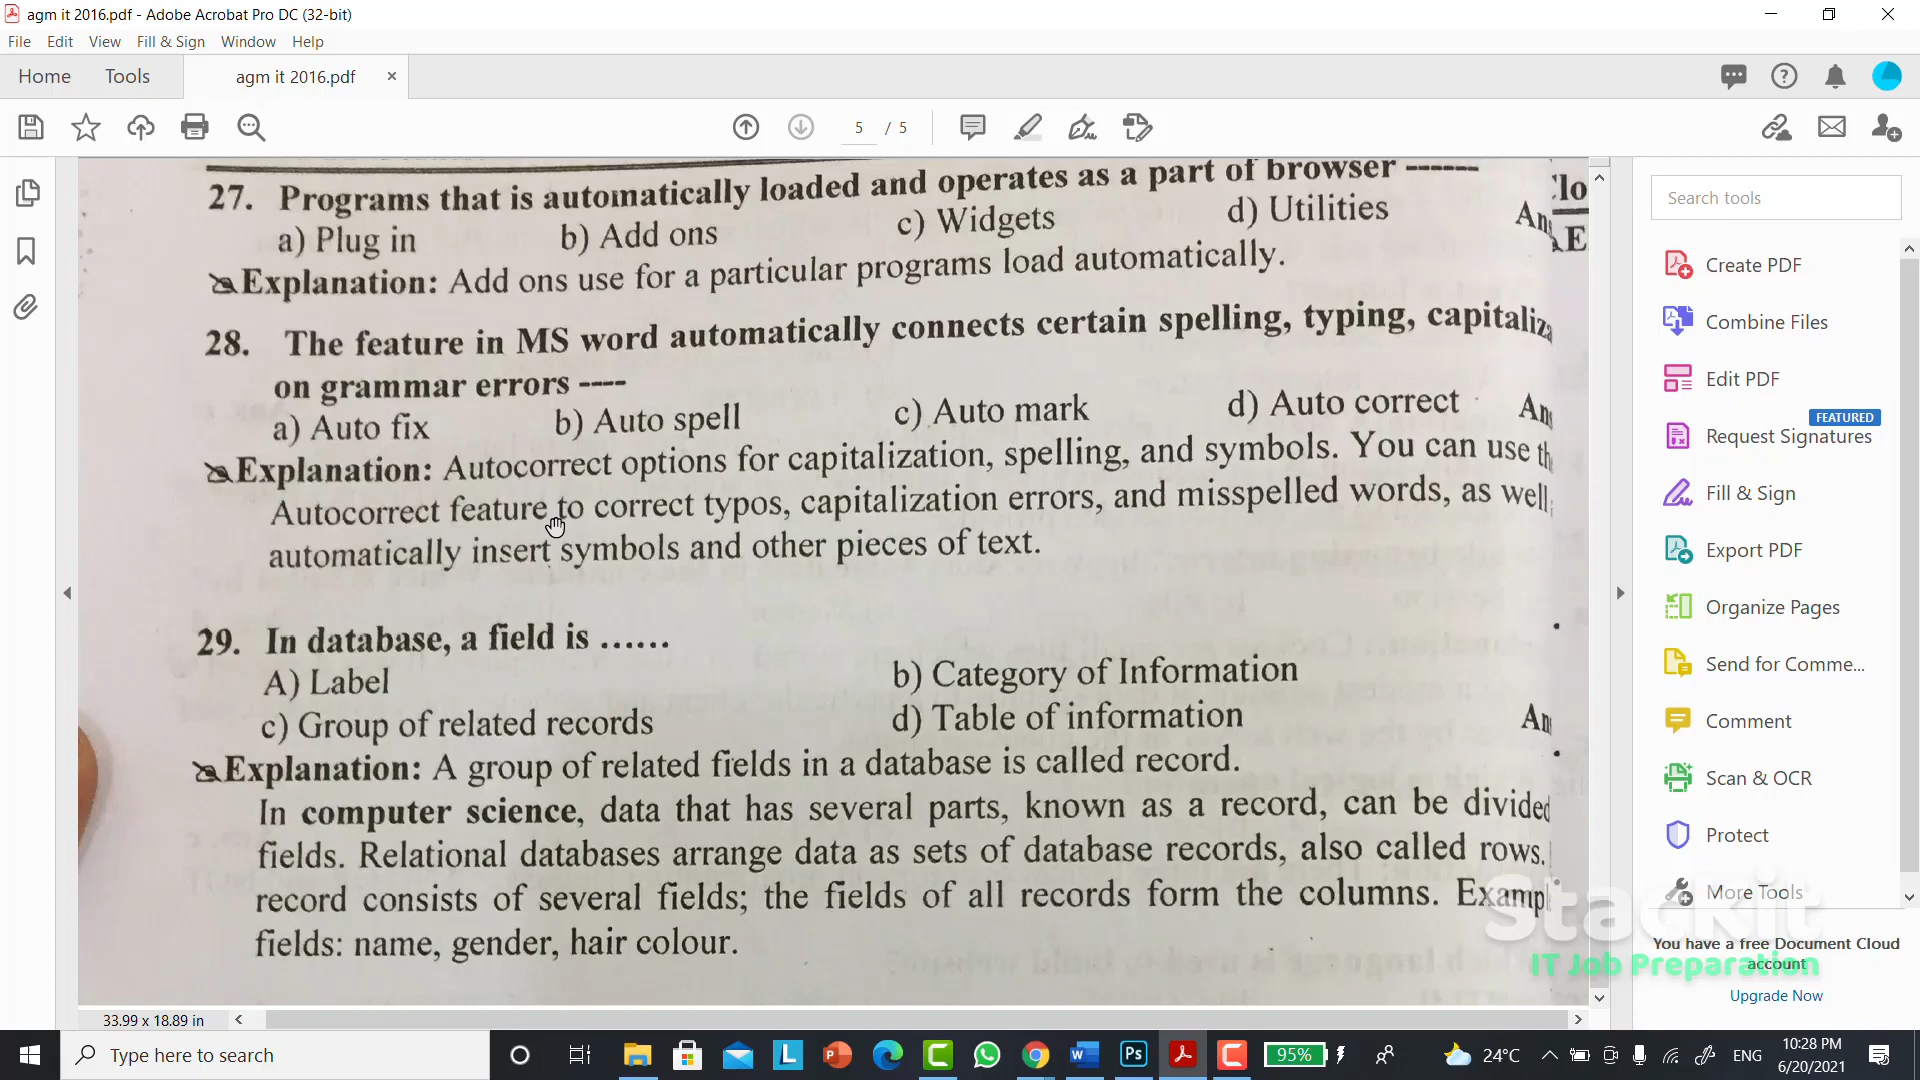 agm it 2016.pdf - Adobe Acrobat Pro DC (32-bit)
File Edit View Fill & Sign Window Help
Home Tools agm it 2016.pdf
5 / 5
27. Programs that is automatically loaded and operates as a part of browser ------
a) Plug in b) Add ons c) Widgets d) Utilities
Explanation: Add ons use for a particular programs load automatically.
28. The feature in MS word automatically connects certain spelling, typing,
on grammar errors ----
a) Auto fix b) Auto spell c) Auto mark d) Auto correct
Explanation: Autocorrect options for capitalization, spelling, and symbols. You can use
Autocorrect feature to correct typos, capitalization errors, and misspelled words, as well
automatically insert symbols and other pieces of text.
29. In database, a field is ......
A) Label b) Category of Information
c) Group of related records d) Table of information
Explanation: A group of related fields in a database is called record.
In computer science, data that has several parts, known as a record, can be divided
fields. Relational databases arrange data as sets of database records, also called rows.
record consists of several fields; the fields of all records form the columns.
fields: name, gender, hair colour.
33.99 x 18.89 in
Search tools
Create PDF
Combine Files
Edit PDF
FEATURED
Request Signatures
Fill & Sign
Export PDF
Organize Pages
Send for Comme...
Comment
Scan & OCR
Protect
More Tools
Stackit
You have a free Document Cloud
account
IT Job Preparation
Upgrade Now
Type here to search
95%
24°C
ENG
10:28 PM
6/20/2021